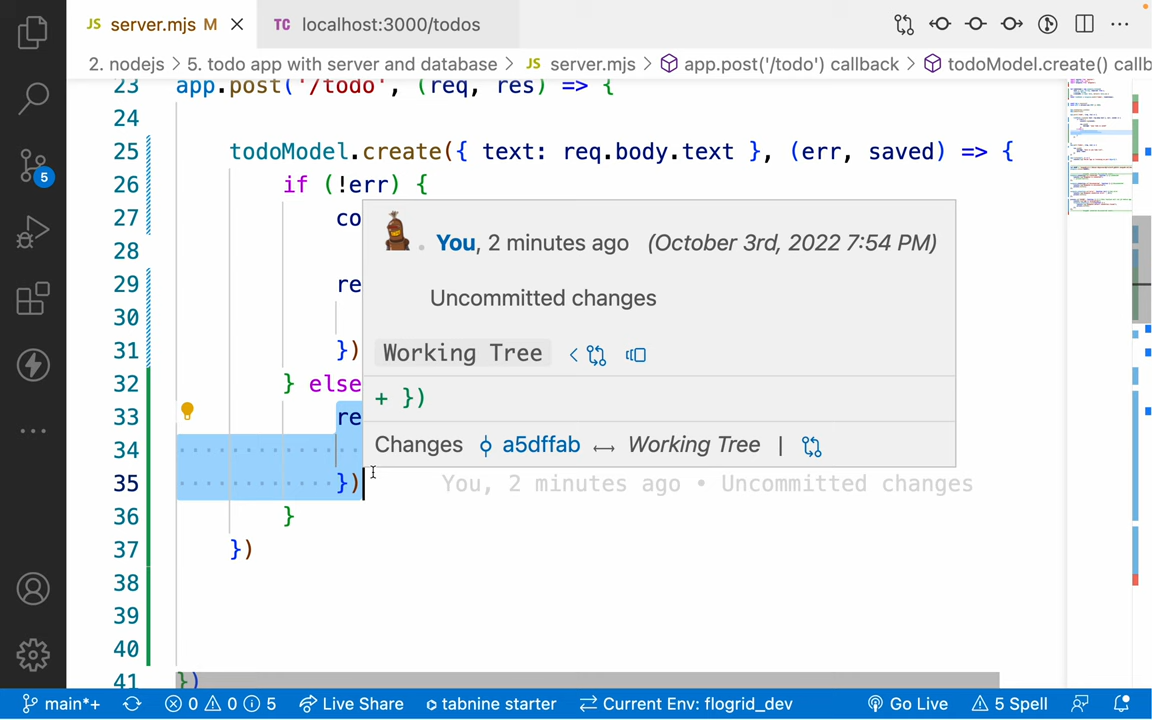 JS server.mjs M TC localhost:3000/todos
2. nodejs > 5. todo app with server and database > JS server.mjs > app.post('/todo') callback > todoModel.create() callb
23 app.post('/todo', (req, res) => {
24
25 todoModel.create({ text: req.body.text }, (err, saved) => {
26 if (!err) {
27 co
28
29 re
30
31 })
32 } else
33 re
34
35 }) You, 2 minutes ago • Uncommitted changes
36 }
37 })
38
39
40
41 })
You, 2 minutes ago (October 3rd, 2022 7:54 PM)
Uncommitted changes
Working Tree
+ })
Changes a5dffab ↔ Working Tree |
5
main*+ 0 0 5 Live Share tabnine starter Current Env: flogrid_dev Go Live 5 Spell